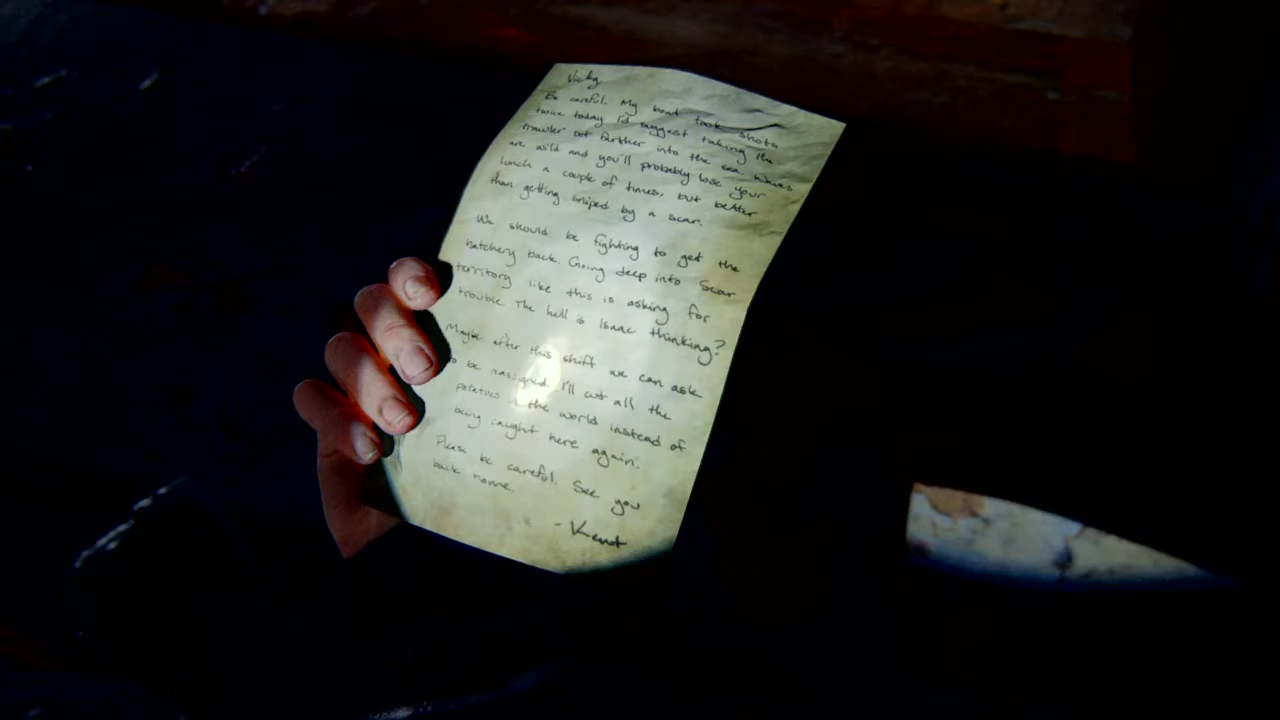 Vicky
Be careful. My boat took shots
twice today I'd suggest taking the
trawler out farther into the sea. Waves
are wild and you'll probably lose your
lunch a couple of times, but better
than getting sniped by a scar.
We should be fighting to get the
hatchery back. Going deep into Scar
territory like this is asking for
trouble. The hell is Isaac thinking?
Maybe after this shift we can ask
to be reassigned. I'll cut all the
potatoes in the world instead of
being caught here again.
Please be careful. See you
back home.
- Kent